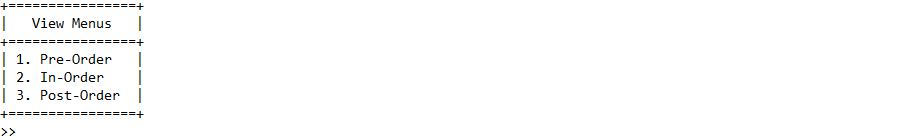 +================+
|   View Menus   |
+================+
| 1. Pre-Order   |
| 2. In-Order    |
| 3. Post-Order  |
+================+
>>